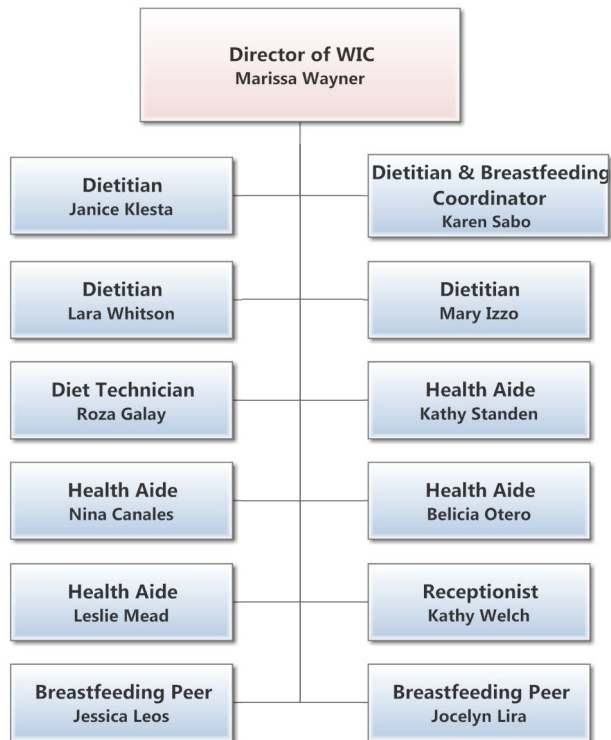 Director of WIC
Marissa Wayner
Dietitian
Janice Klesta
Dietitian & Breastfeeding
Coordinator
Karen Sabo
Dietitian
Lara Whitson
Dietitian
Mary Izzo
Diet Technician
Roza Galay
Health Aide
Kathy Standen
Health Aide
Nina Canales
Health Aide
Belicia Otero
Health Aide
Leslie Mead
Receptionist
Kathy Welch
Breastfeeding Peer
Jessica Leos
Breastfeeding Peer
Jocelyn Lira